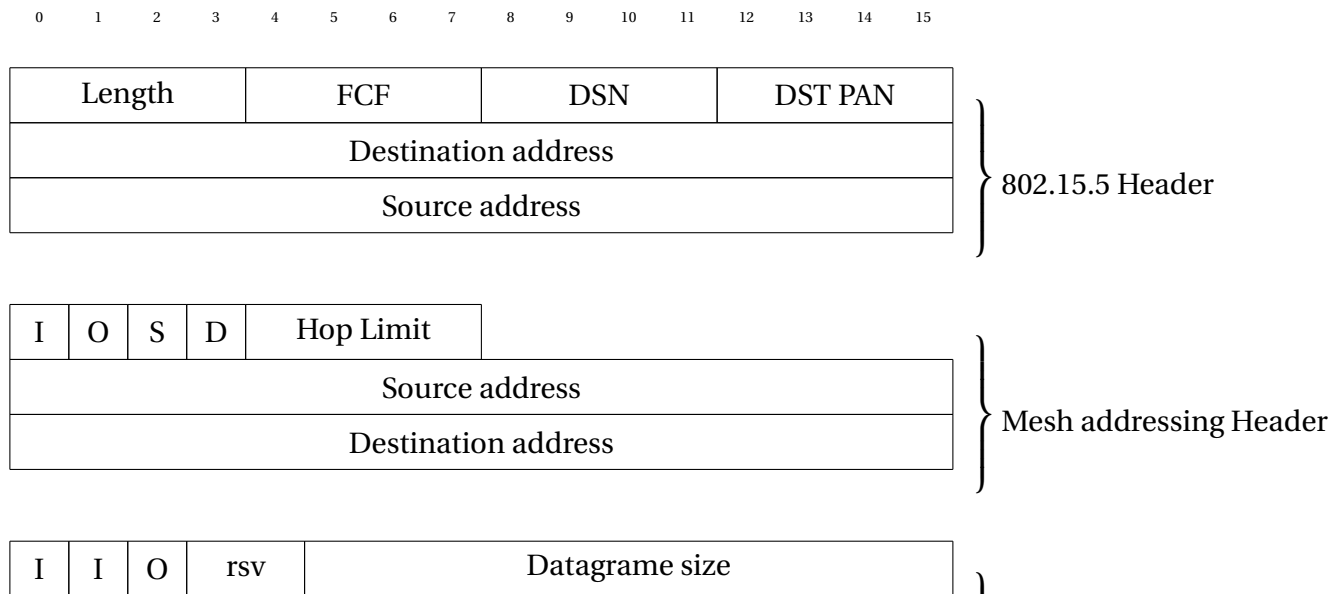 0 1 2 3 4 5 6 7 8 9 10 11 12 13 14 15
Length FCF DSN DST PAN
Destination address
Source address
802.15.5 Header
I O S D Hop Limit
Source address
Destination address
Mesh addressing Header
I I O rsv Datagrame size